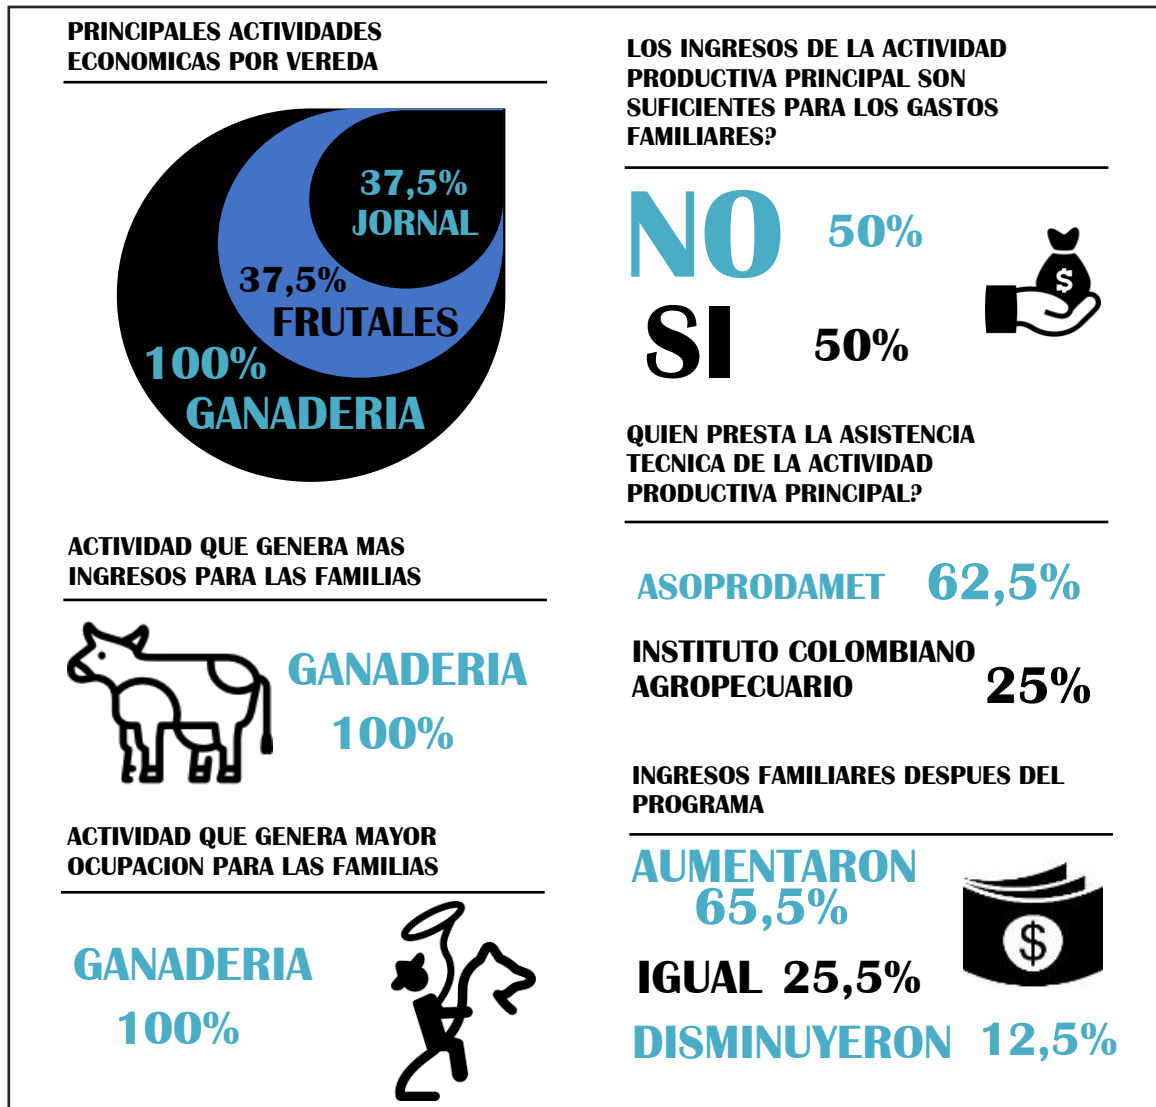 PRINCIPALES ACTIVIDADES
ECONOMICAS POR VEREDA
37,5%
JORNAL
37,5%
FRUTALES
100%
GANADERIA
ACTIVIDAD QUE GENERA MAS
INGRESOS PARA LAS FAMILIAS
GANADERIA
100%
ACTIVIDAD QUE GENERA MAYOR
OCUPACION PARA LAS FAMILIAS
GANADERIA
100%
LOS INGRESOS DE LA ACTIVIDAD
PRODUCTIVA PRINCIPAL SON
SUFICIENTES PARA LOS GASTOS
FAMILIARES?
NO 50%
$
SI 50%
QUIEN PRESTA LA ASISTENCIA
TECNICA DE LA ACTIVIDAD
PRODUCTIVA PRINCIPAL?
ASOPRODAMET 62,5%
INSTITUTO COLOMBIANO
AGROPECUARIO 25%
INGRESOS FAMILIARES DESPUES DEL
PROGRAMA
AUMENTARON
65,5%
$
IGUAL 25,5%
DISMINUYERON 12,5%